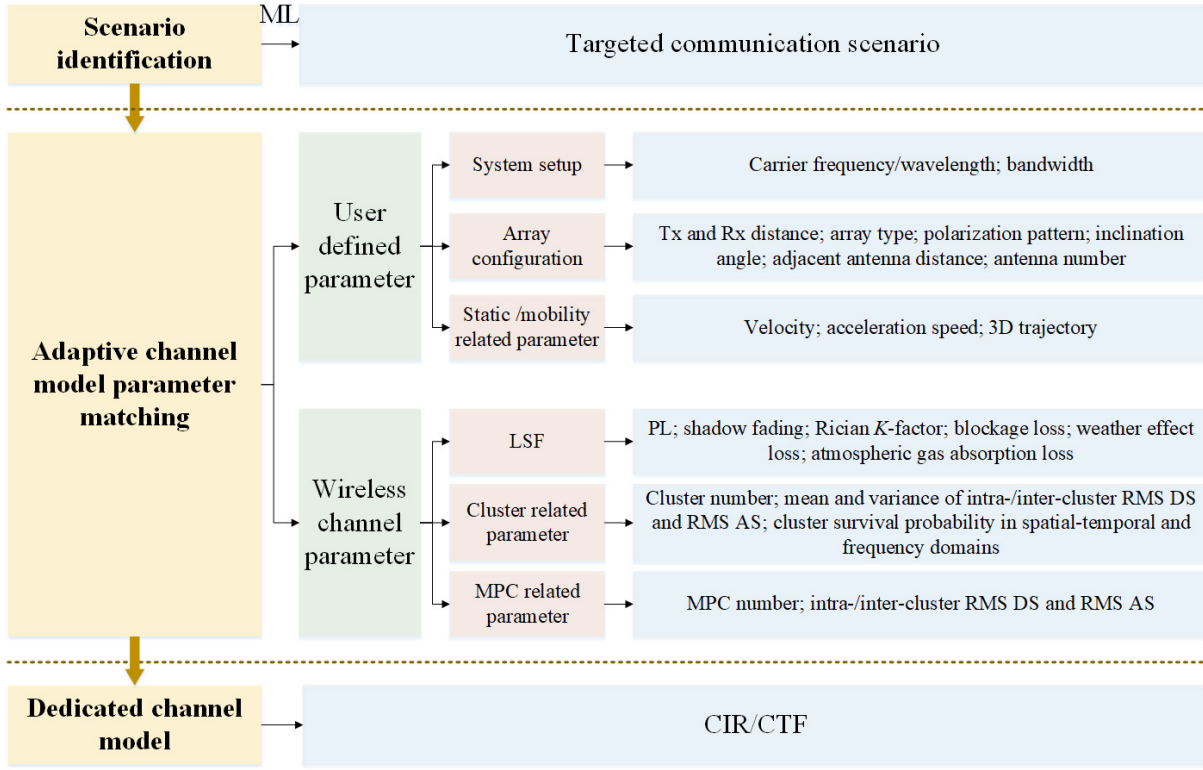 Scenario
identification
ML
Targeted communication scenario
Adaptive channel
model parameter
matching
User
defined
parameter
System setup
Carrier frequency/wavelength; bandwidth
Array
configuration
Tx and Rx distance; array type; polarization pattern; inclination
angle; adjacent antenna distance; antenna number
Static /mobility
related parameter
Velocity; acceleration speed; 3D trajectory
Wireless
channel
parameter
LSF
PL; shadow fading; Rician K-factor; blockage loss; weather effect
loss; atmospheric gas absorption loss
Cluster related
parameter
Cluster number; mean and variance of intra-/inter-cluster RMS DS
and RMS AS; cluster survival probability in spatial-temporal and
frequency domains
MPC related
parameter
MPC number; intra-/inter-cluster RMS DS and RMS AS
Dedicated channel
model
CIR/CTF